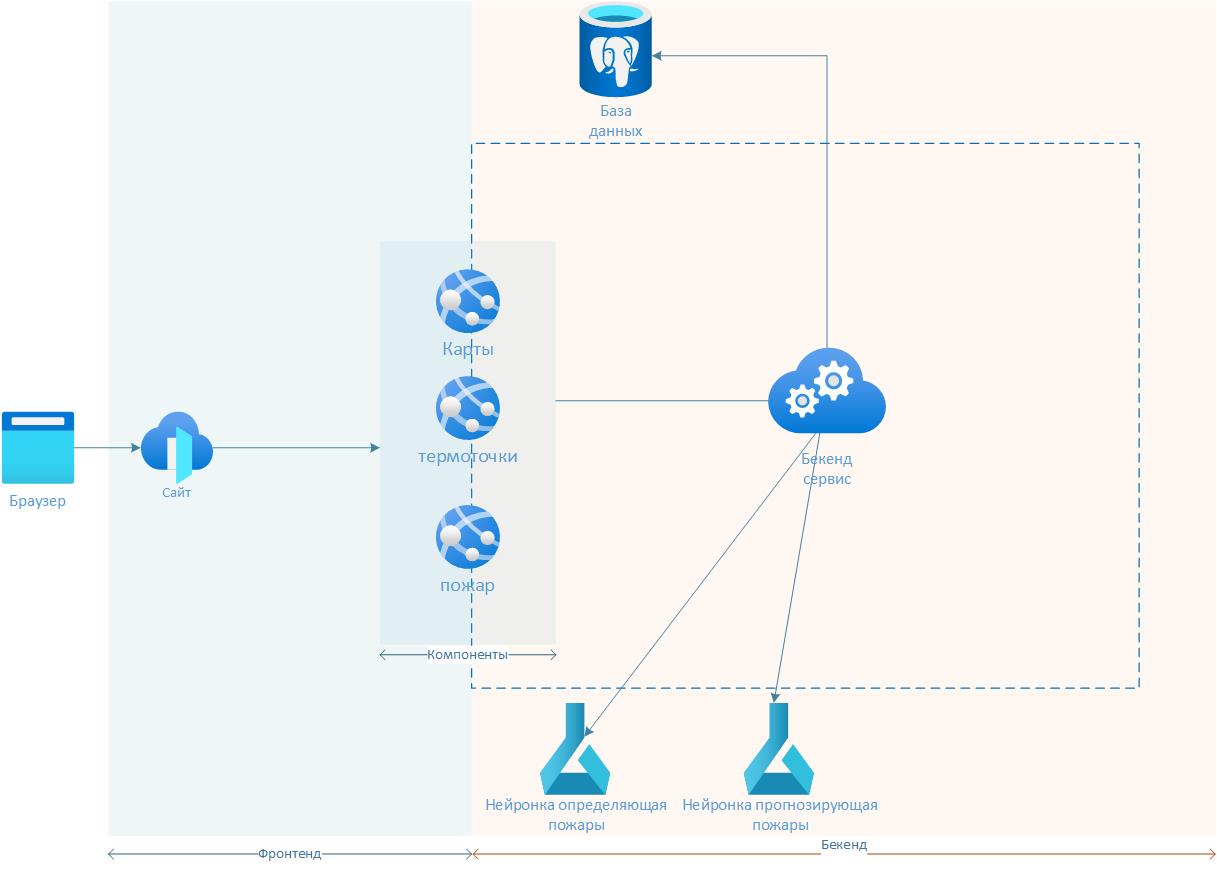 База
данных
Карты
термоточки
Бекенд
сервис
Сайт
Браузер
пожар
Компоненты
Нейронка определяющая
пожары
Нейронка прогнозирующая
пожары
Фронтенд
Бекенд